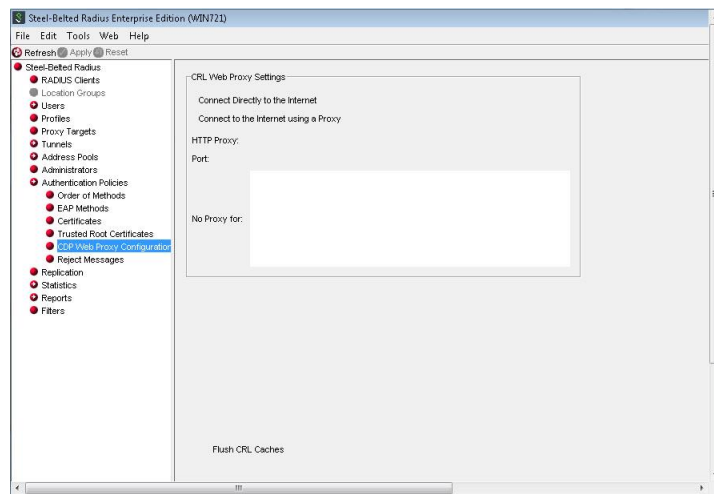 Steel-Belted Radius Enterprise Edition (WIN721)
File Edit Tools Web Help
Refresh Apply Reset
Steel-Belted Radius
RADIUS Clients
Location Groups
Users
Profiles
Proxy Targets
Tunnels
Address Pools
Administrators
Authentication Policies
Order of Methods
EAP Methods
Certificates
Trusted Root Certificates
CDP Web Proxy Configuration
Reject Messages
Replication
Statistics
Reports
Filters
CRL Web Proxy Settings
Connect Directly to the Internet
Connect to the Internet using a Proxy
HTTP Proxy:
Port:
No Proxy for:
Flush CRL Caches